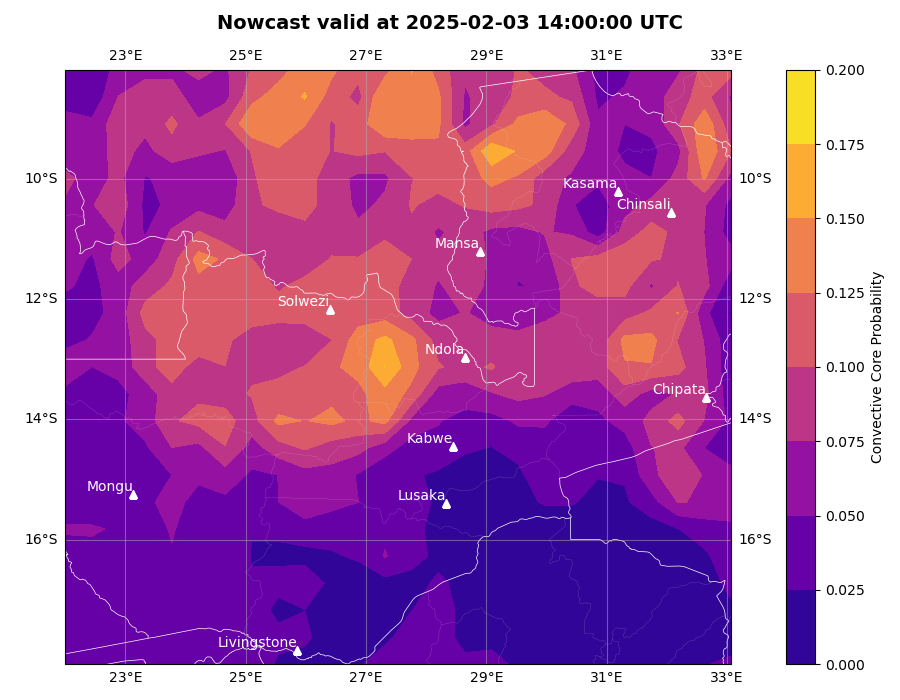 Nowcast valid at 2025-02-03 14:00:00 UTC
23°E 25°E 27°E 29°E 31°E 33°E
0.200
0.175
10°S Kasama 10°S
Chinsali
0.150
Mansa
0.125
12°S Solwezi 12°S
Ndola
0.100
Chipata
14°S 14°S
Kabwe
0.075
Mongu
Lusaka
0.050
16°S 16°S
0.025
Livingstone
0.000
23°E 25°E 27°E 29°E 31°E 33°E
Convective Core Probability